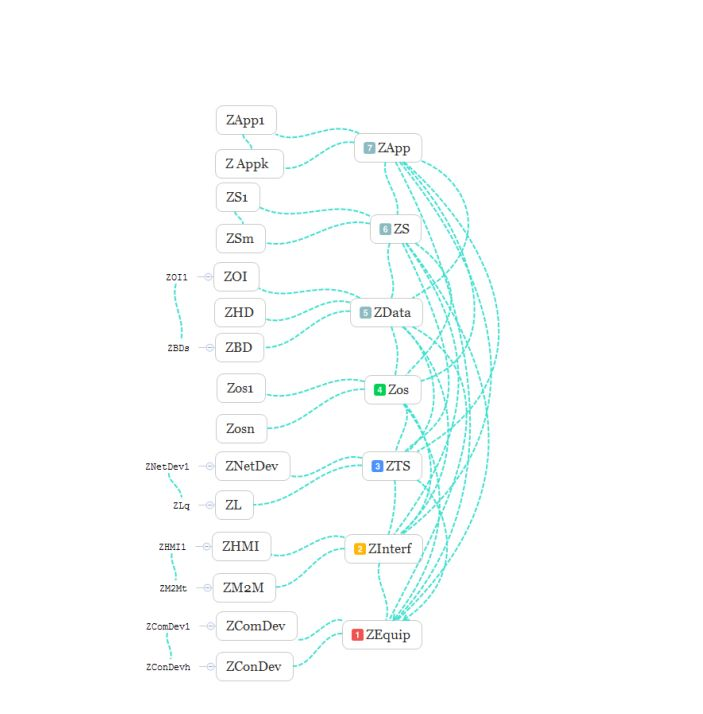 ZApp1
7 ZApp
Z Appk
ZS1
6 ZS
ZSm
ZOI1
ZOI
ZHD
5 ZData
ZBDs
ZBD
Zos1
4 Zos
Zosn
ZNetDev1
ZNetDev
3 ZTS
ZLq
ZL
ZHMI1
ZHMI
2 ZInterf
ZM2Mt
ZM2M
ZComDev1
ZComDev
1 ZEquip
ZConDevh
ZConDev